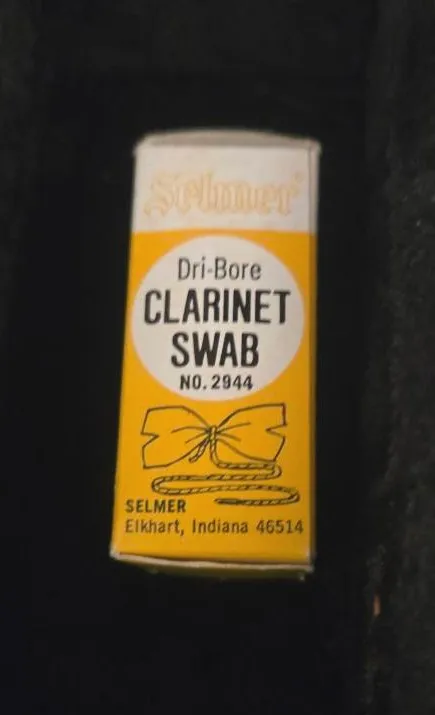 Selmer
Dri-Bore
CLARINET
SWAB
NO. 2944
SELMER
Elkhart, Indiana 46514